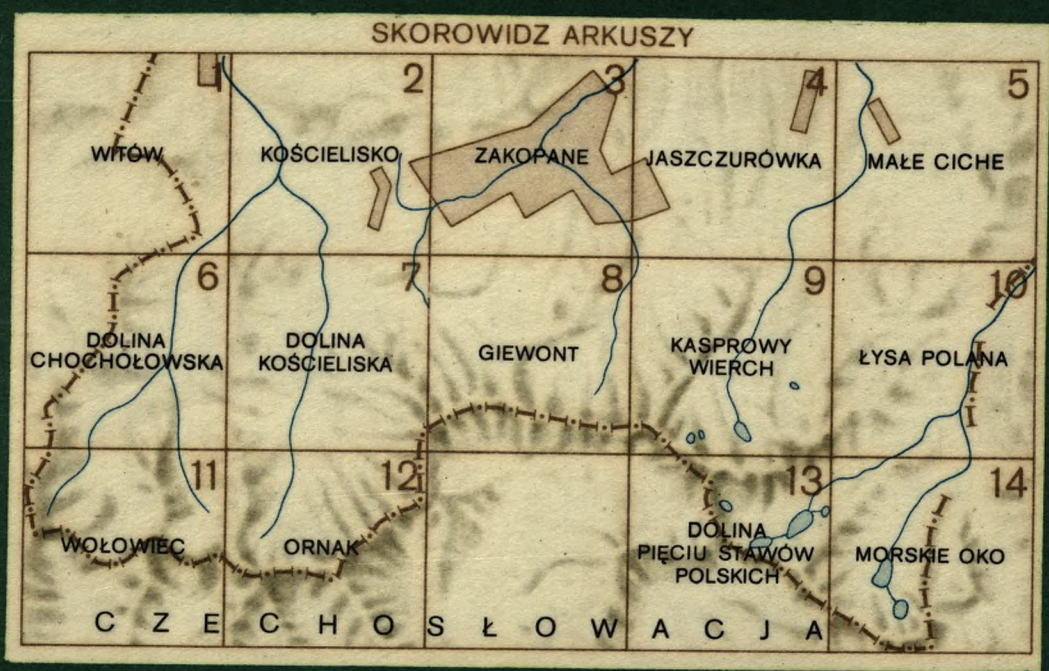 SKOROWIDZ ARKUSZY
1
2
3
4
5
WITÓW
KOŚCIELISKO
ZAKOPANE
JASZCZURÓWKA
MAŁE CICHE
6
7
8
9
10
DOLINA
CHOCHOŁOWSKA
DOLINA
KOŚCIELISKA
GIEWONT
KASPROWY
WIERCH
ŁYSA POLANA
11
12
13
14
WOŁOWIEC
ORNAK
DOLINA
PIĘCIU STAWÓW
POLSKICH
MORSKIE OKO
CZECHOSŁOWACJA